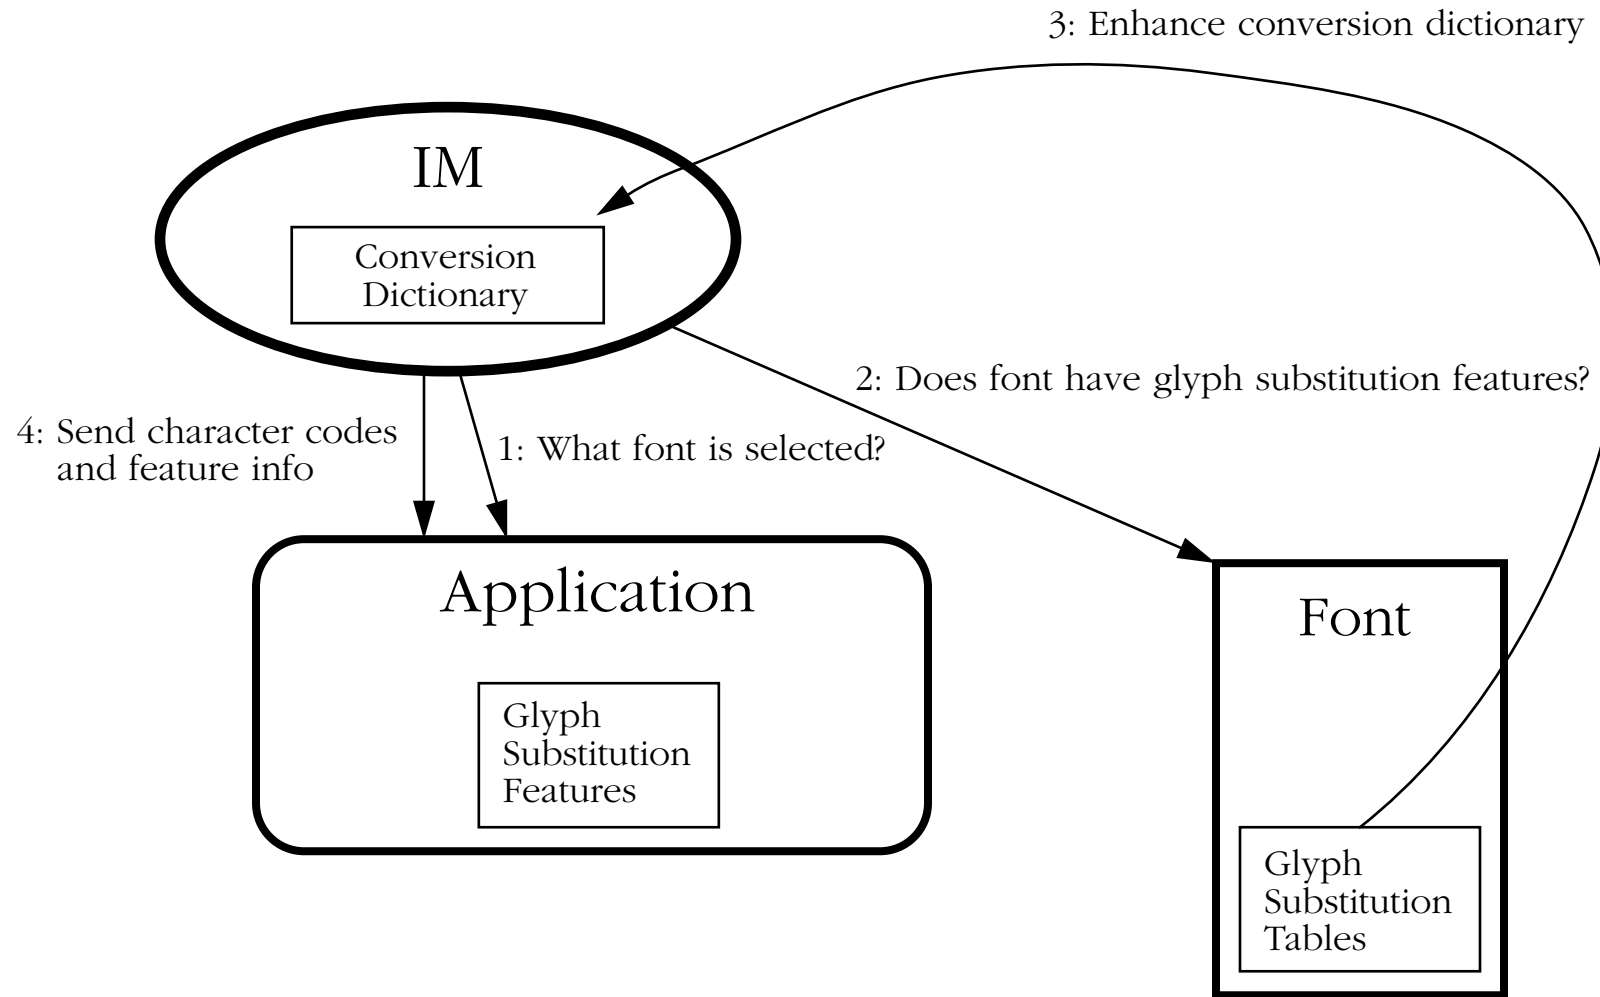 3: Enhance conversion dictionary
IM
Conversion
Dictionary
2: Does font have glyph substitution features?
4: Send character codes
and feature info
1: What font is selected?
Application
Glyph
Substitution
Features
Font
Glyph
Substitution
Tables